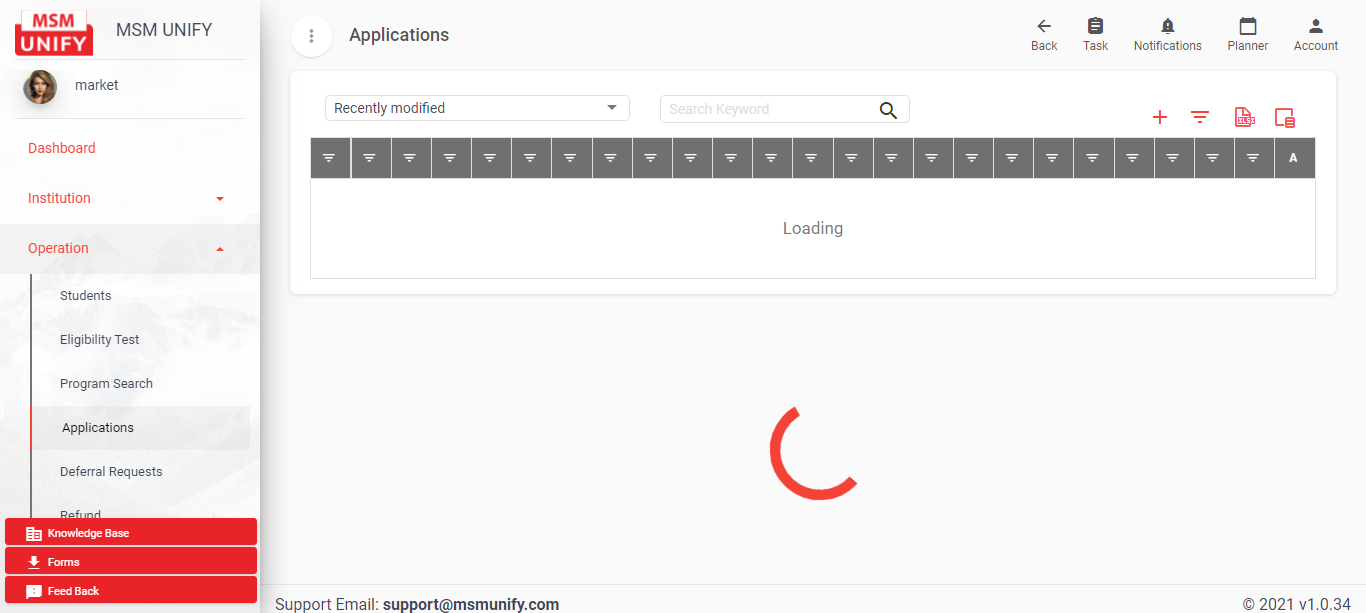 MSM
UNIFY
MSM UNIFY
market
Dashboard
Institution
Operation
Students
Eligibility Test
Program Search
Applications
Deferral Requests
Refund
Knowledge Base
Forms
Feed Back
Applications
Back
Task
Notifications
Planner
Account
Recently modified
Search Keyword
XLSX
A
Loading
Support Email: support@msmunify.com
© 2021 v1.0.34